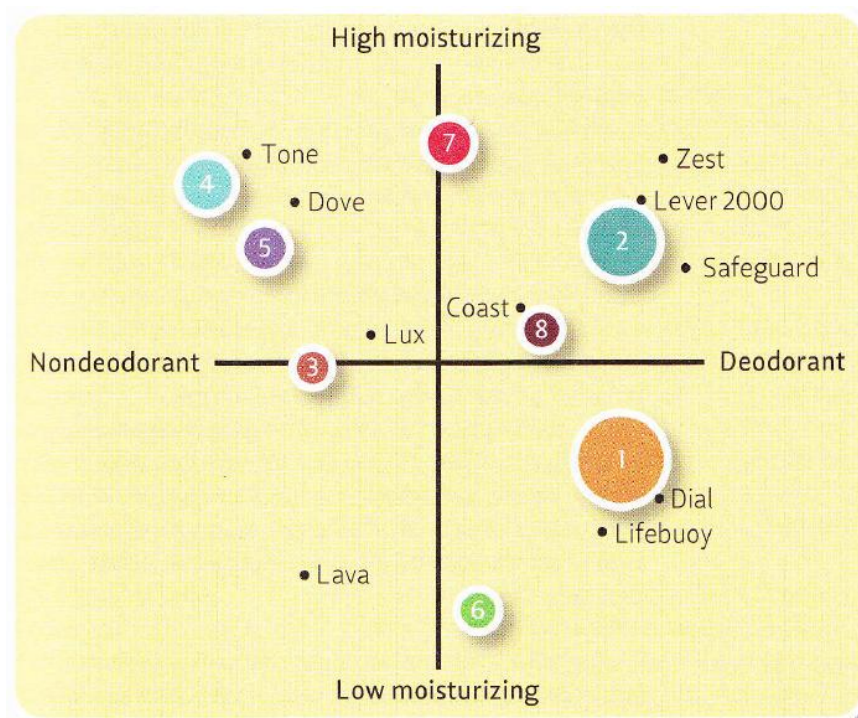 High moisturizing
7
Tone
Zest
4
Dove
Lever 2000
5
2
Safeguard
Coast
8
Lux
Nondeodorant
3
Deodorant
1
Dial
Lifebuoy
Lava
6
Low moisturizing